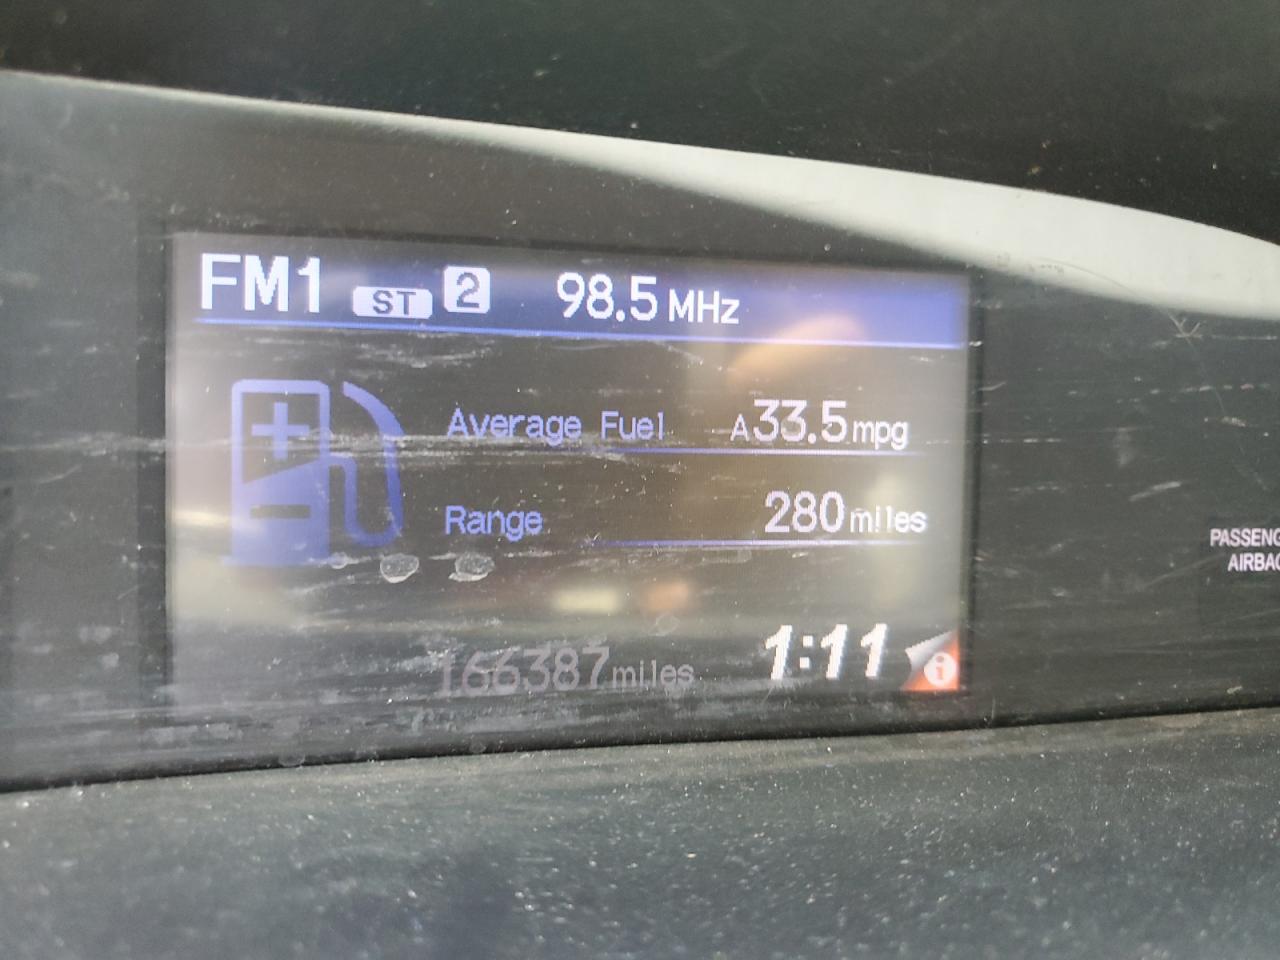 FM1 ST 2 98.5 MHz
Average Fuel A33.5 mpg
Range 280 miles
PASSENG
AIRBAG
166387 miles 1:11 i